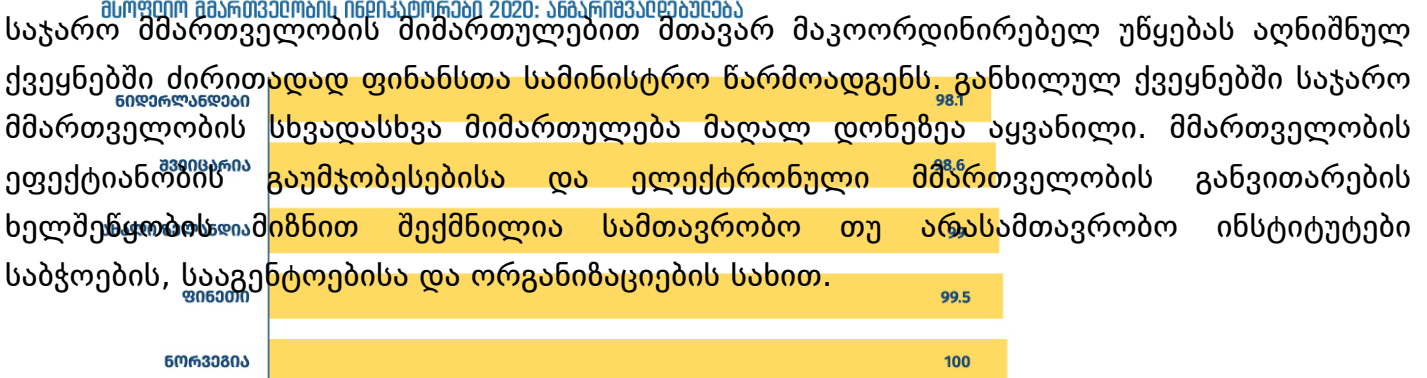 მსოფლიო მმართველობის ინდიკატორები 2020: ანგარიშვალდებულება
საჯარო მმართველობის მიმართულებით მთავარ მაკოორდინირებელ უწყებას აღნიშნულ
ქვეყნებში ძირითადად ფინანსთა სამინისტრო წარმოადგენს. განხილულ ქვეყნებში საჯარო
ნიდერლანდები 98.1
მმართველობის სხვადასხვა მიმართულება მაღალ დონეზეა აყვანილი. მმართველობის
შვეიცარია 98.6
ეფექტიანობის გაუმჯობესებისა და ელექტრონული მმართველობის განვითარების
ხელშეწყობის მიზნით შექმნილია სამთავრობო თუ არასამთავრობო ინსტიტუტები
99
საბჭოების, სააგენტოებისა და ორგანიზაციების სახით.
ფინეთი 99.5
ნორვეგია 100